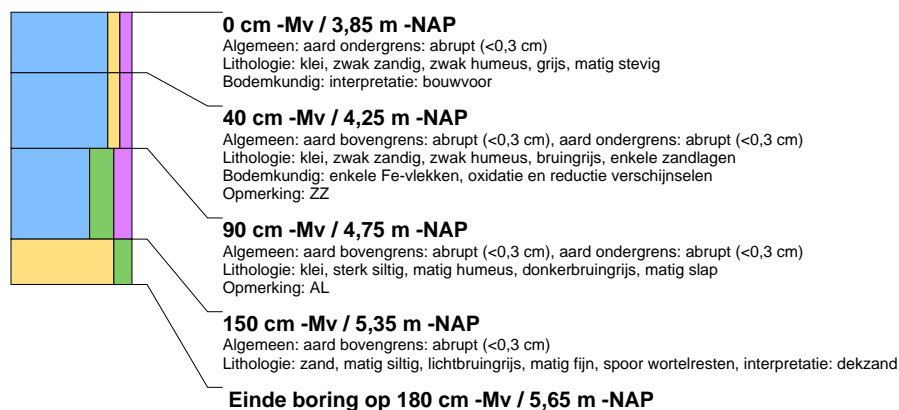 0 cm -Mv / 3,85 m -NAP
Algemeen: aard ondergrens: abrupt (<0,3 cm)
Lithologie: klei, zwak zandig, zwak humeus, grijs, matig stevig
Bodemkundig: interpretatie: bouwvoor
40 cm -Mv / 4,25 m -NAP
Algemeen: aard bovengrens: abrupt (<0,3 cm), aard ondergrens: abrupt (<0,3 cm)
Lithologie: klei, zwak zandig, zwak humeus, bruingrijs, enkele zandlagen
Bodemkundig: enkele Fe-vlekken, oxidatie en reductie verschijnselen
Opmerking: ZZ
90 cm -Mv / 4,75 m -NAP
Algemeen: aard bovengrens: abrupt (<0,3 cm), aard ondergrens: abrupt (<0,3 cm)
Lithologie: klei, sterk siltig, matig humeus, donkerbruingrijs, matig slap
Opmerking: AL
150 cm -Mv / 5,35 m -NAP
Algemeen: aard bovengrens: abrupt (<0,3 cm)
Lithologie: zand, matig siltig, lichtbruingrijs, matig fijn, spoor wortelresten, interpretatie: dekzand
Einde boring op 180 cm -Mv / 5,65 m -NAP